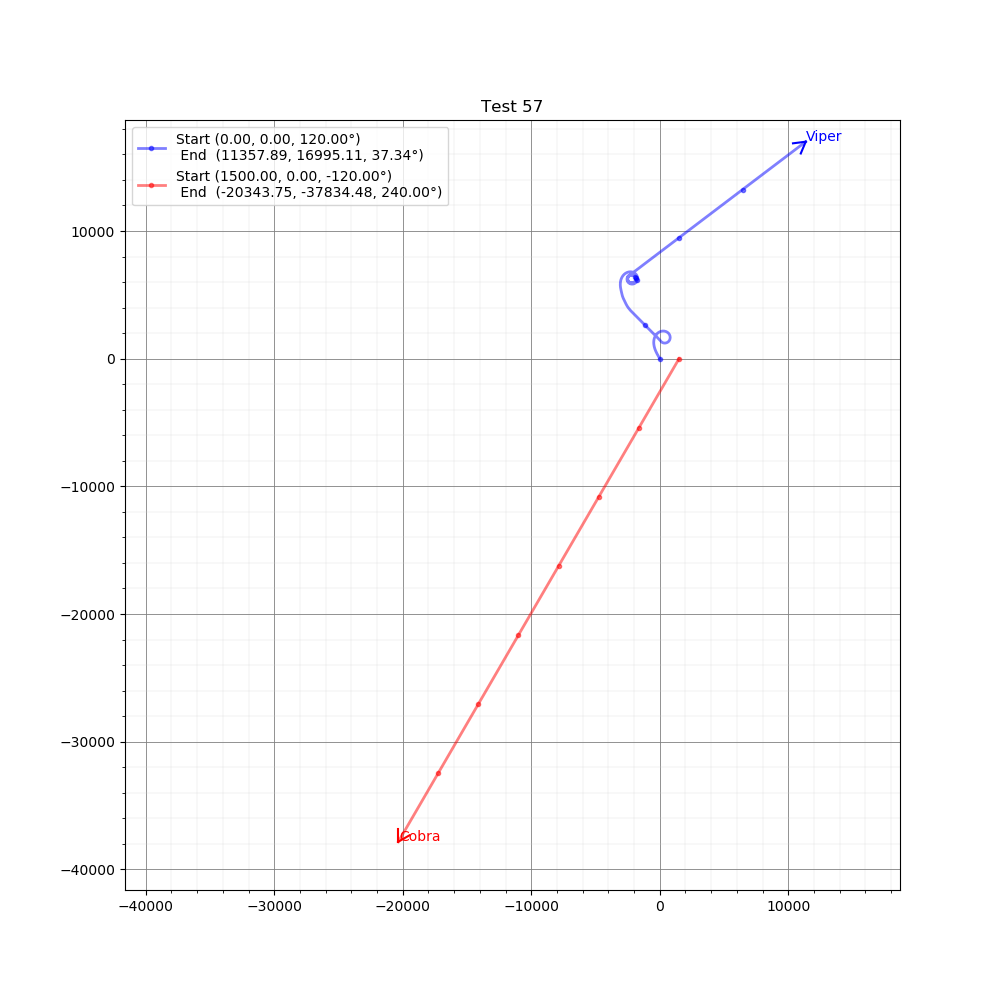 Test 57
Start (0.00, 0.00, 120.00°)
End  (11357.89, 16995.11, 37.34°)
Start (1500.00, 0.00, -120.00°)
End  (-20343.75, -37834.48, 240.00°)
Viper
Cobra
10000
0
−10000
−20000
−30000
−40000
−40000 −30000 −20000 −10000 0 10000